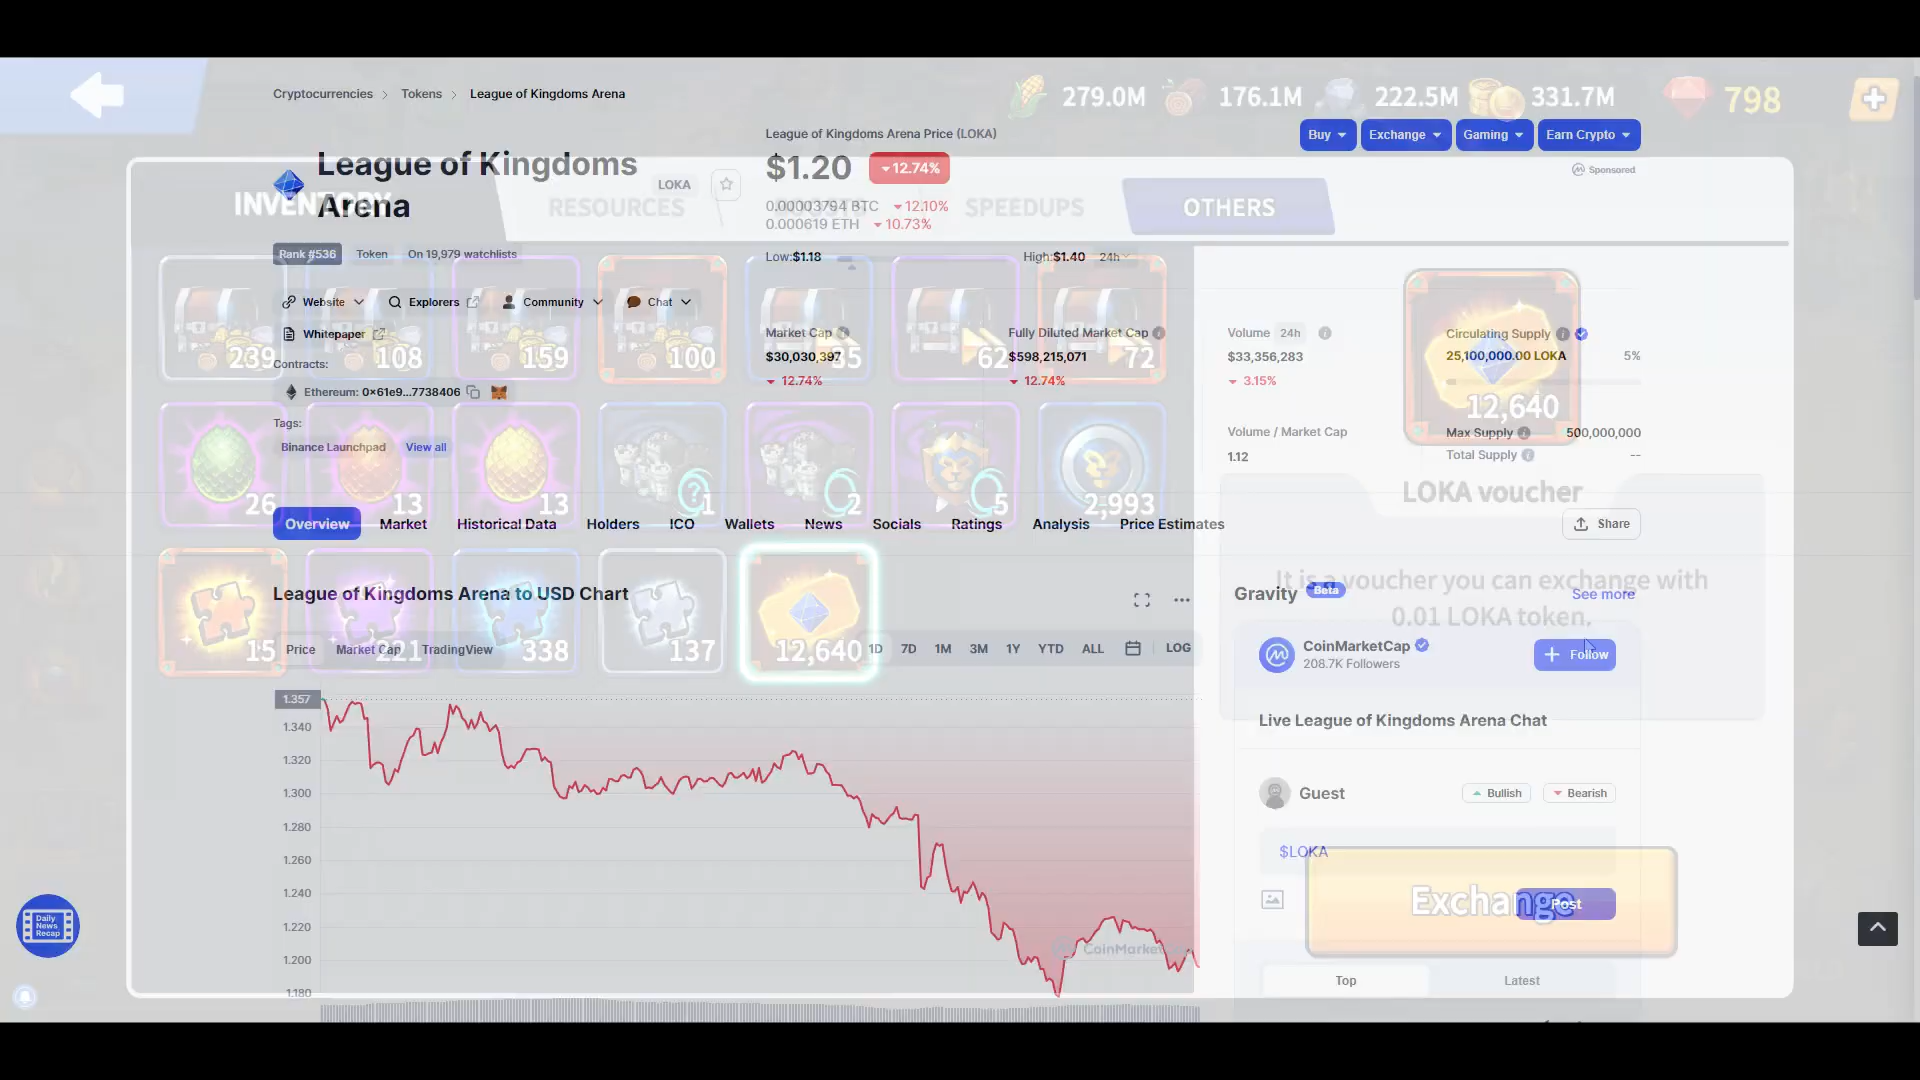 Cryptocurrencies > Tokens > League of Kingdoms Arena
279.0M 176.1M 222.5M 331.7M 798
League of Kingdoms Arena Price (LOKA)
Buy Exchange Gaming Earn Crypto
League of Kingdoms
Arena
LOKA
$1.20 12.74%
Sponsored
INVENTORY RESOURCES SPEEDUPS OTHERS
0.00003794 BTC 12.10%
0.000619 ETH 10.73%
Rank #536 Token On 19,979 watchlists
Low:$1.18 High:$1.40 24h
Website Explorers Community Chat
Whitepaper
Market Cap Fully Diluted Market Cap Volume 24h Circulating Supply
$30,030,397 $598,215,071 $33,356,283 25,100,000.00 LOKA 5%
12.74% 12.74% 3.15%
239 108 159 100 35 62 72
Contracts:
Ethereum: 0x61e9...7738406
12,640
Tags:
Binance Launchpad View all
Volume / Market Cap
1.12
Max Supply 500,000,000
Total Supply --
26 13 13 1 2 5 2,993
LOKA voucher
Overview Market Historical Data Holders ICO Wallets News Socials Ratings Analysis Price Estimates
Share
It is a voucher you can exchange with
0.01 LOKA token.
League of Kingdoms Arena to USD Chart
Gravity Beta See more
15 221 338 137 12,640
Price Market Cap TradingView 1D 7D 1M 3M 1Y YTD ALL LOG
CoinMarketCap
208.7K Followers
+ Follow
1.357
1.340
1.320
1.300
1.280
1.260
1.240
1.220
1.200
1.180
CoinMarket
Live League of Kingdoms Arena Chat
Guest Bullish Bearish
$LOKA
Exchange
Post
Top Latest
Daily
News
Recap